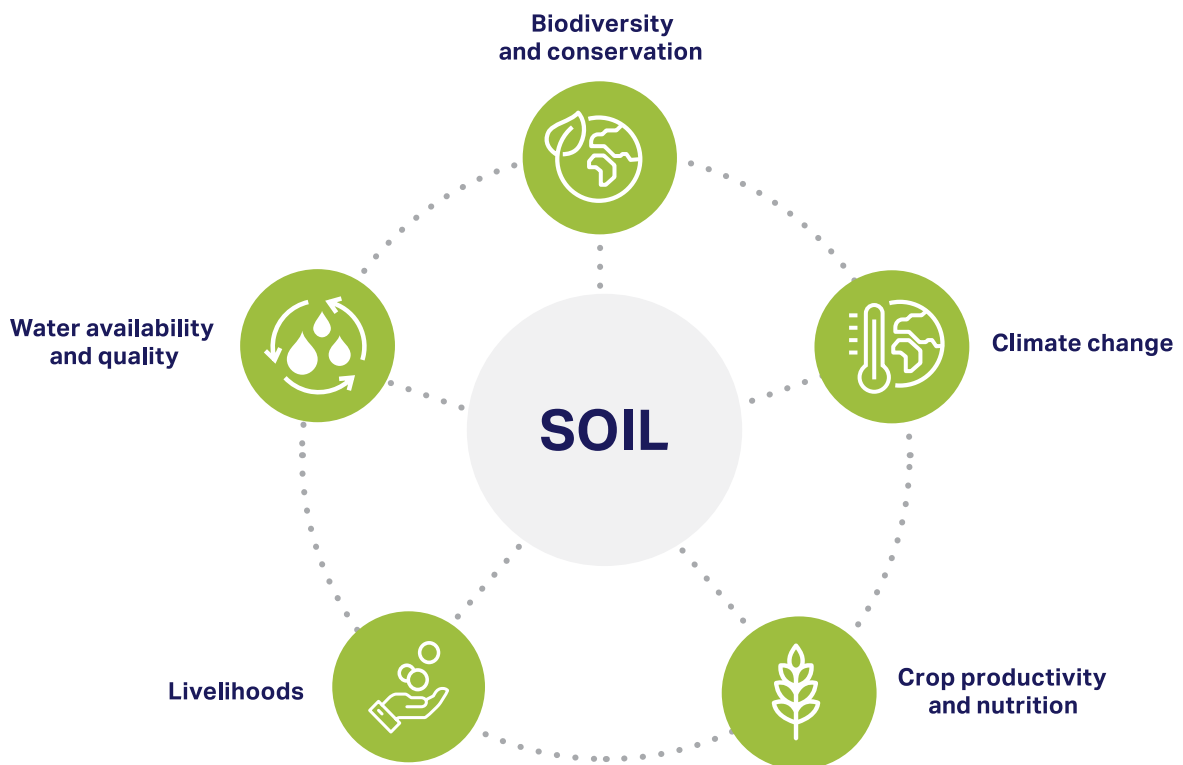 Biodiversity
and conservation
Water availability
and quality
Climate change
SOIL
Livelihoods
Crop productivity
and nutrition